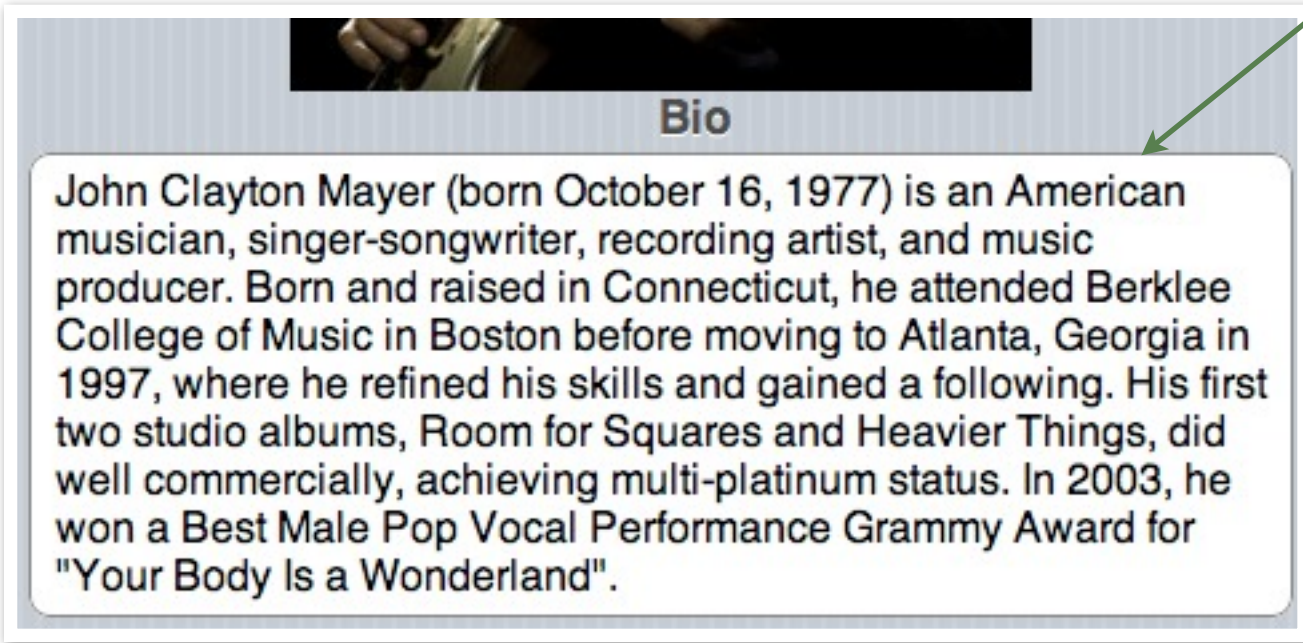 Bio
John Clayton Mayer (born October 16, 1977) is an American
musician, singer-songwriter, recording artist, and music
producer. Born and raised in Connecticut, he attended Berklee
College of Music in Boston before moving to Atlanta, Georgia in
1997, where he refined his skills and gained a following. His first
two studio albums, Room for Squares and Heavier Things, did
well commercially, achieving multi-platinum status. In 2003, he
won a Best Male Pop Vocal Performance Grammy Award for
"Your Body Is a Wonderland".